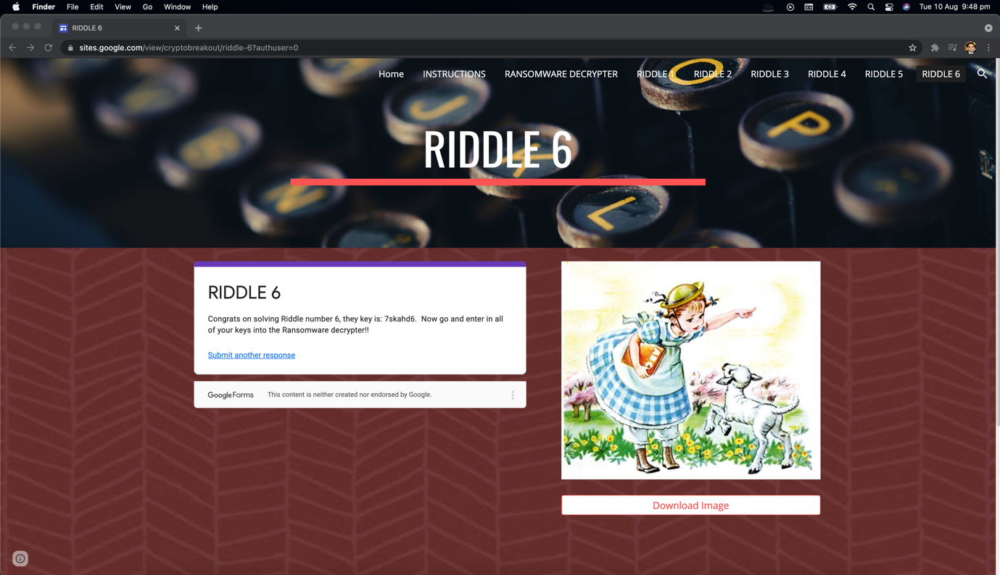 Finder File Edit View Go Window Help Tue 10 Aug 9:48 pm
RIDDLE 6
sites.google.com/view/cryptobreakout/riddle-6?authuser=0
Home INSTRUCTIONS RANSOMWARE DECRYPTER RIDDLE 1 RIDDLE 2 RIDDLE 3 RIDDLE 4 RIDDLE 5 RIDDLE 6
O
J
P
RIDDLE 6
N
L
RIDDLE 6
Congrats on solving Riddle number 6, they key is: 7skahd6. Now go and enter in all
of your keys into the Ransomware decrypter!!
Submit another response
Google Forms This content is neither created nor endorsed by Google.
Download Image